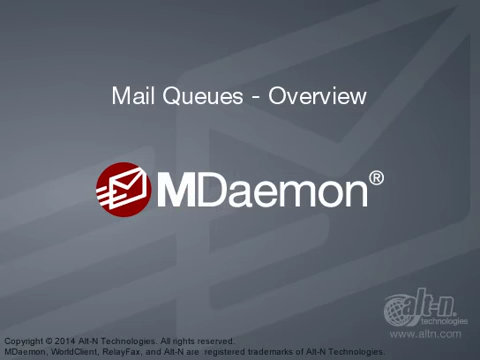 Mail Queues - Overview
MDaemon®
alt-n
technologies
www.altn.com
Copyright © 2014 Alt-N Technologies. All rights reserved.
MDaemon, WorldClient, RelayFax, and Alt-N are registered trademarks of Alt-N Technologies.